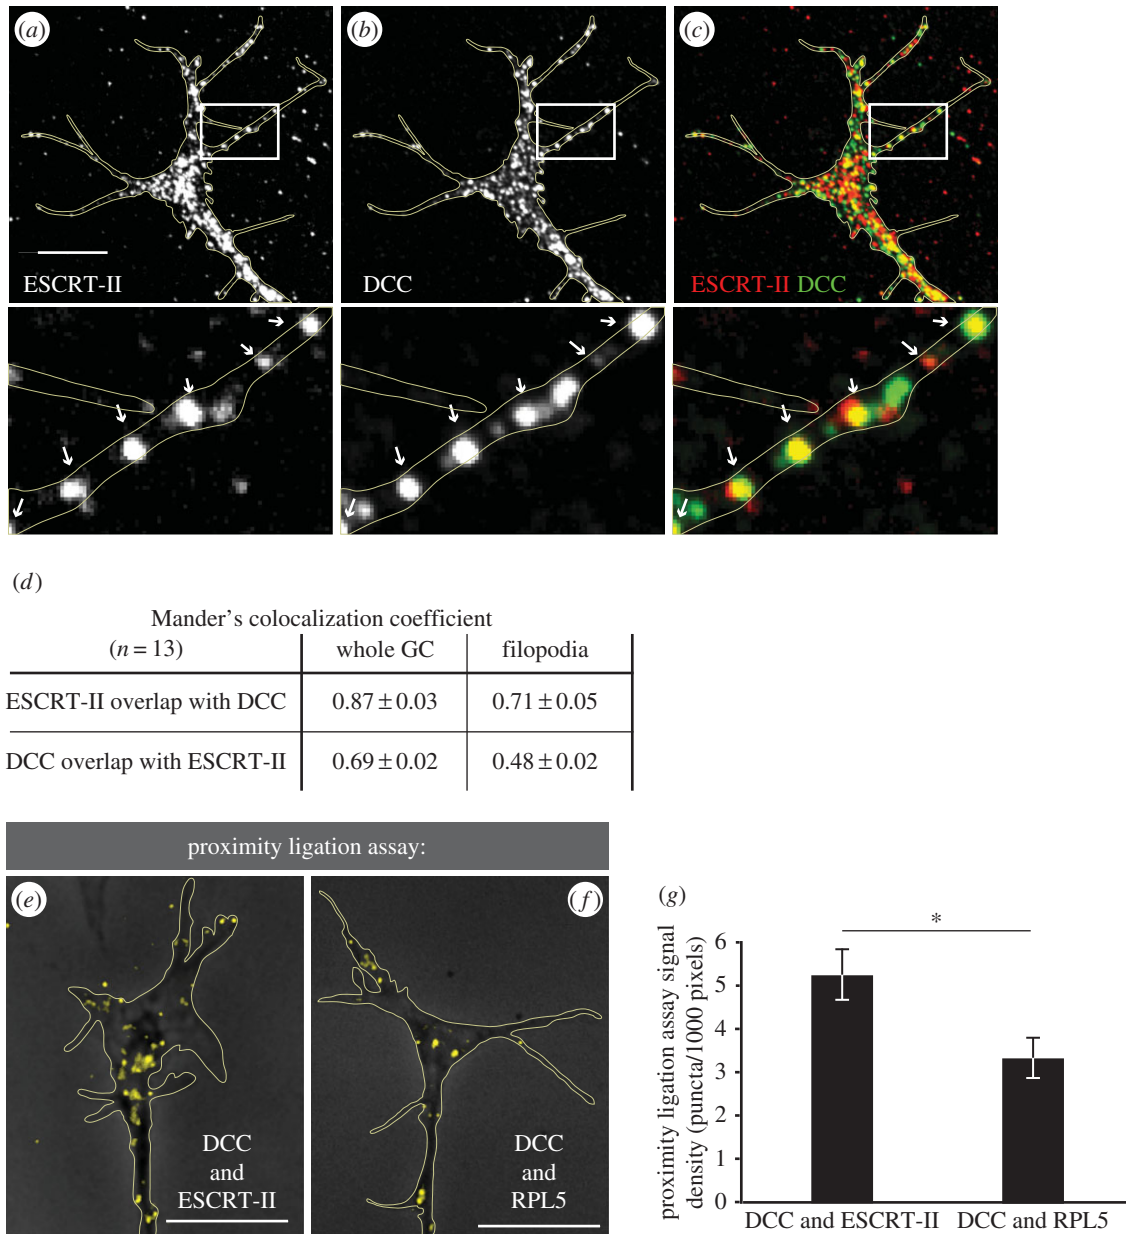 (a)
(b)
(c)
ESCRT-II
DCC
ESCRT-II DCC
(d)
Mander's colocalization coefficient
(n = 13)
whole GC
filopodia
ESCRT-II overlap with DCC
0.87 ± 0.03
0.71 ± 0.05
DCC overlap with ESCRT-II
0.69 ± 0.02
0.48 ± 0.02
proximity ligation assay:
(e)
DCC
and
ESCRT-II
(f)
DCC
and
RPL5
(g)
proximity ligation assay signal
density (puncta/1000 pixels)
6
5
4
3
2
1
0
*
DCC and ESCRT-II
DCC and RPL5